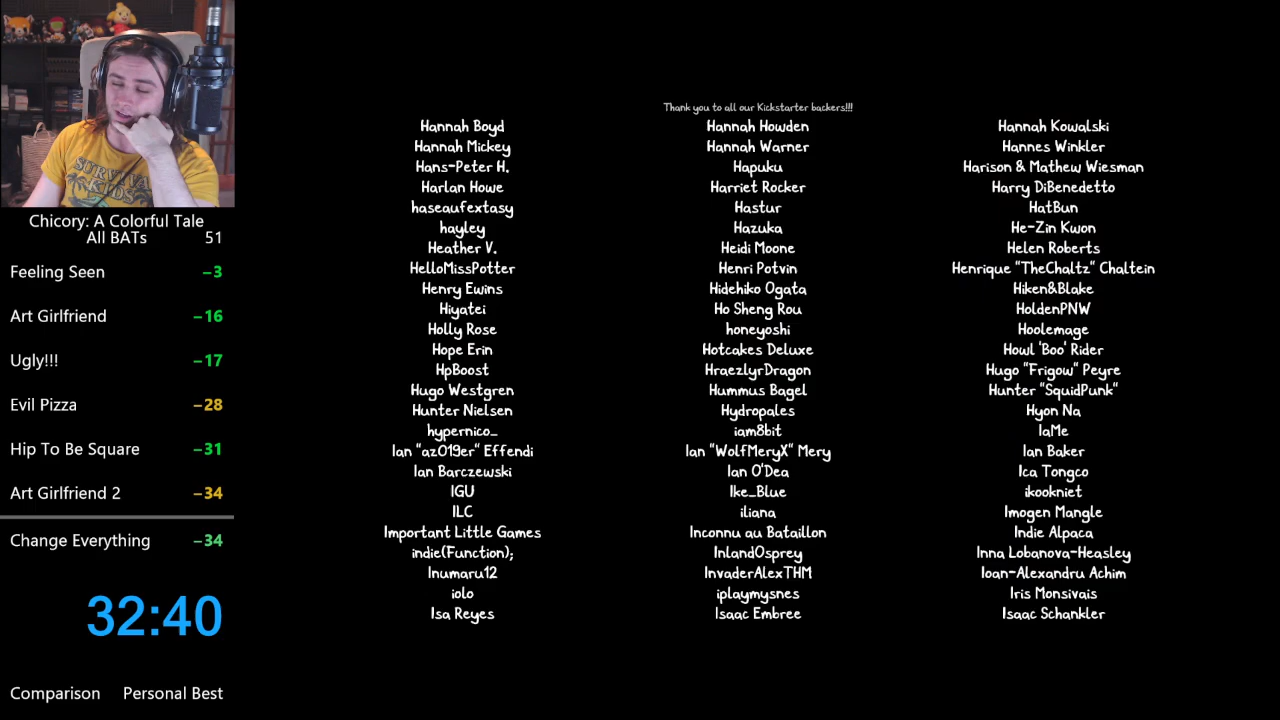 SURVIVAL
KIDS
Chicory: A Colorful Tale
All BATs 51
Feeling Seen -3
Art Girlfriend -16
Ugly!!! -17
Evil Pizza -28
Hip To Be Square -31
Art Girlfriend 2 -34
Change Everything -34
32:40
Comparison Personal Best
Thank you to all our Kickstarter backers!!!
Hannah Boyd Hannah Howden Hannah Kowalski
Hannah Mickey Hannah Warner Hannes Winkler
Hans-Peter H. Hapuku Harison & Mathew Wiesman
Harlan Howe Harriet Rocker Harry DiBenedetto
haseaufextasy Hastur HatBun
hayley Hazuka He-Zin Kwon
Heather V. Heidi Moone Helen Roberts
HelloMissPotter Henri Potvin Henrique "TheChaltz" Chaltein
Henry Ewins Hidehiko Ogata Hiken&Blake
Hiyatei Ho Sheng Rou HoldenPNW
Holly Rose honeyoshi Hoolemage
Hope Erin Hotcakes Deluxe Howl 'Boo' Rider
HpBoost HraezlyrDragon Hugo "Frigow" Peyre
Hugo Westgren Hummus Bagel Hunter "SquidPunk"
Hunter Nielsen Hydropales Hyon Na
hypernico_ iam8bit IaMe
Ian "az019er" Effendi Ian "WolfMeryX" Mery Ian Baker
Ian Barczewski Ian O'Dea Ica Tongco
IGU Ike_Blue ikookniet
ILC iliana Imogen Mangle
Important Little Games Inconnu au Bataillon Indie Alpaca
indie(Function); InlandOsprey Inna Lobanova-Heasley
Inumaru12 InvaderAlexTHM Ioan-Alexandru Achim
iolo iplaymysnes Iris Monsivais
Isa Reyes Isaac Embree Isaac Schankler